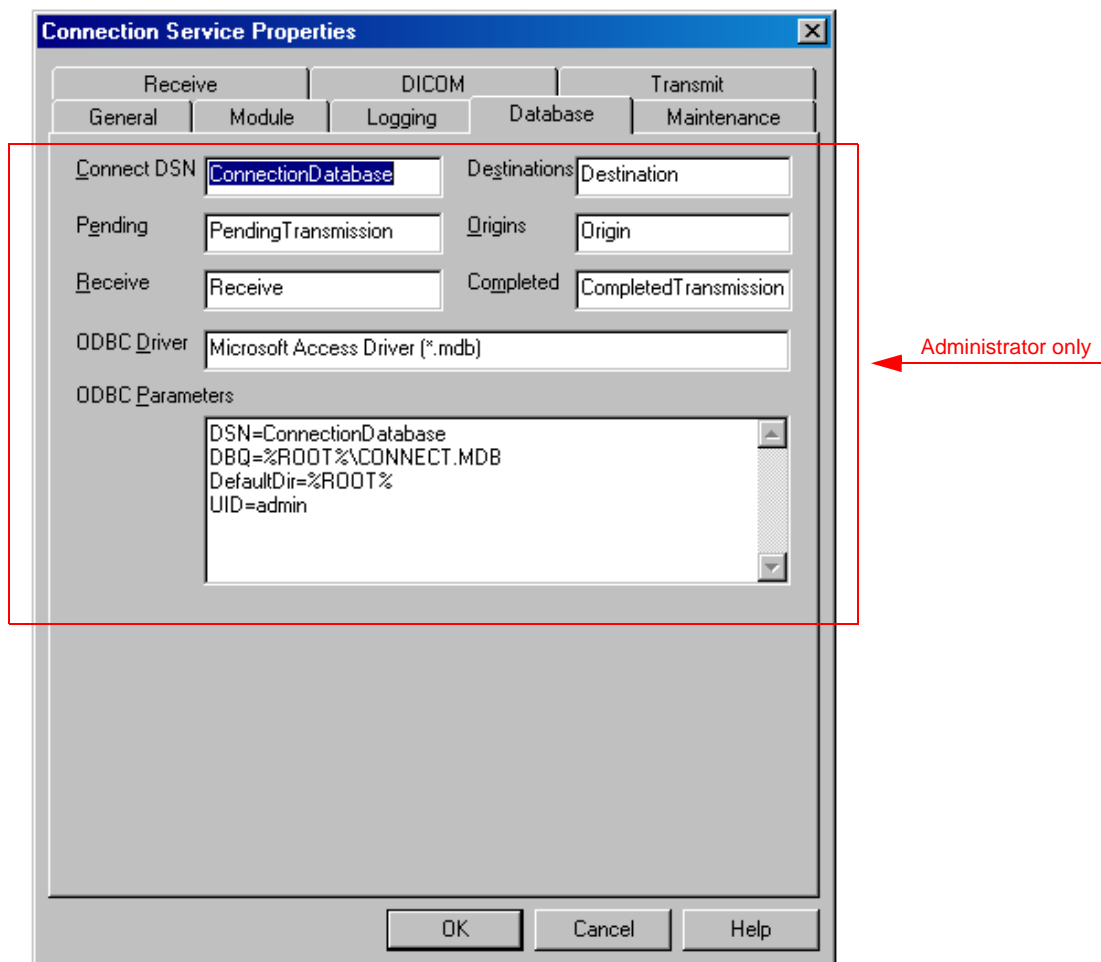 Connection Service Properties
Receive DICOM Transmit
General Module Logging Database Maintenance
Connect DSN ConnectionDatabase Destinations Destination
Pending PendingTransmission Origins Origin
Receive Receive Completed CompletedTransmission
ODBC Driver Microsoft Access Driver (*.mdb)
Administrator only
ODBC Parameters
DSN=ConnectionDatabase
DBQ=%ROOT%\CONNECT.MDB
DefaultDir=%ROOT%
UID=admin
OK Cancel Help